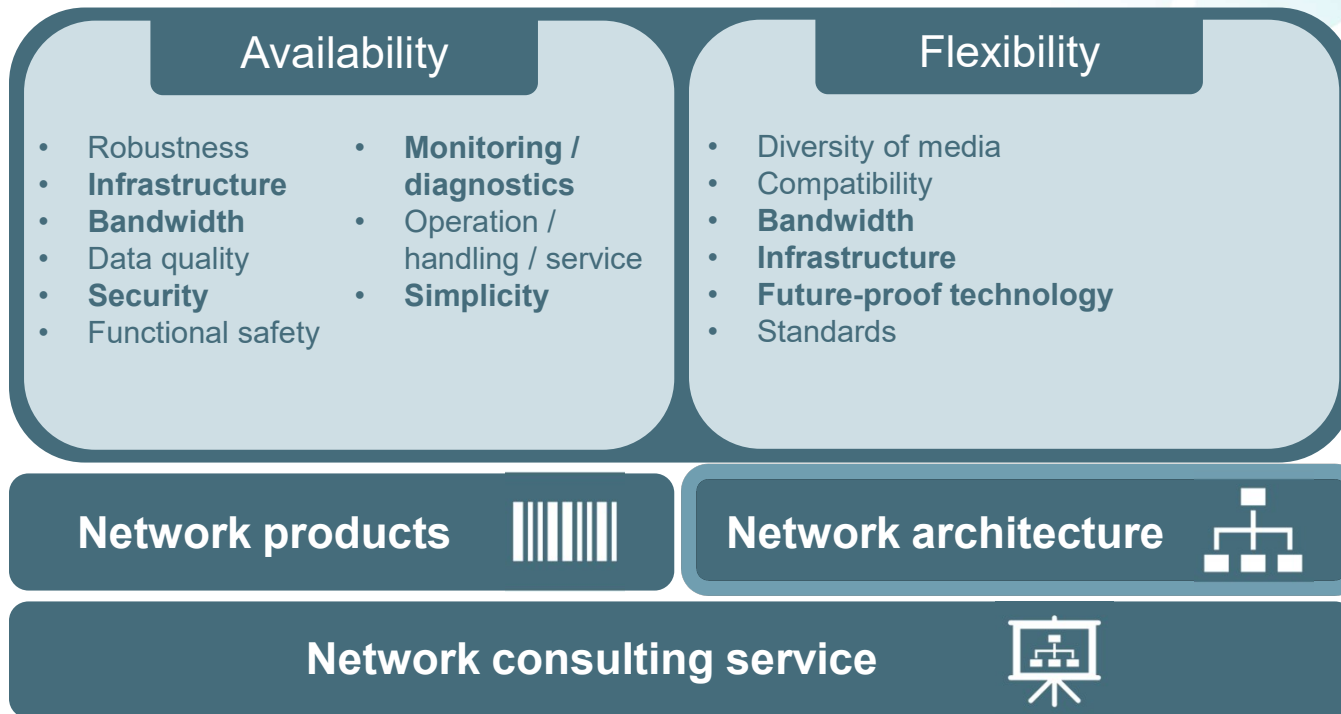 Availability
• Robustness
• Infrastructure
• Bandwidth
• Data quality
• Security
• Functional safety
• Monitoring /
diagnostics
• Operation /
handling / service
• Simplicity
Flexibility
• Diversity of media
• Compatibility
• Bandwidth
• Infrastructure
• Future-proof technology
• Standards
Network products
Network architecture
Network consulting service